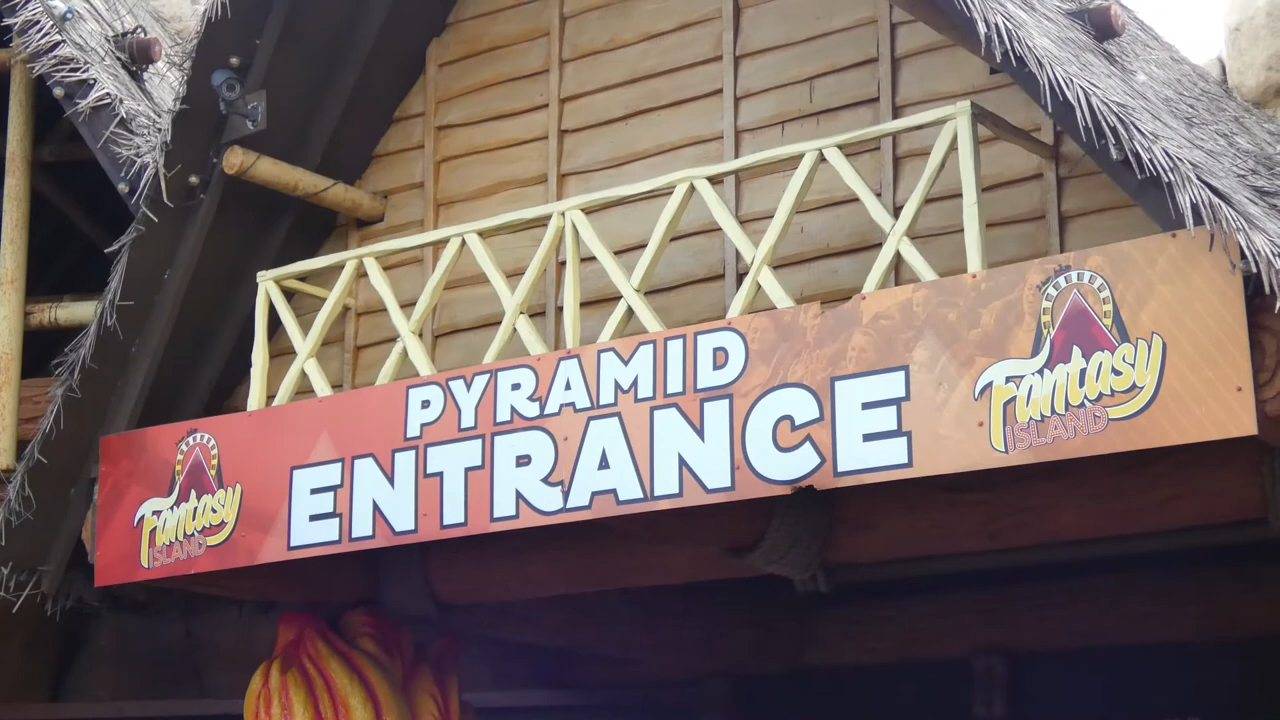 PYRAMID
ENTRANCE
Fantasy
ISLAND
Fantasy
ISLAND